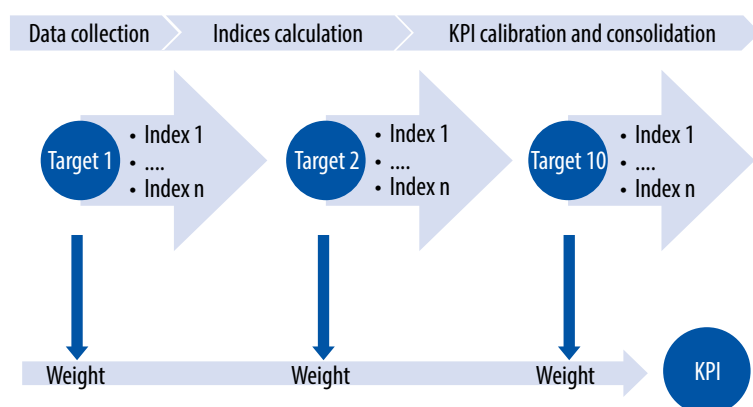 Data collection
Indices calculation
KPI calibration and consolidation
Target 1
• Index 1
• ....
• Index n
Target 2
• Index 1
• ....
• Index n
Target 10
• Index 1
• ....
• Index n
Weight
Weight
Weight
KPI